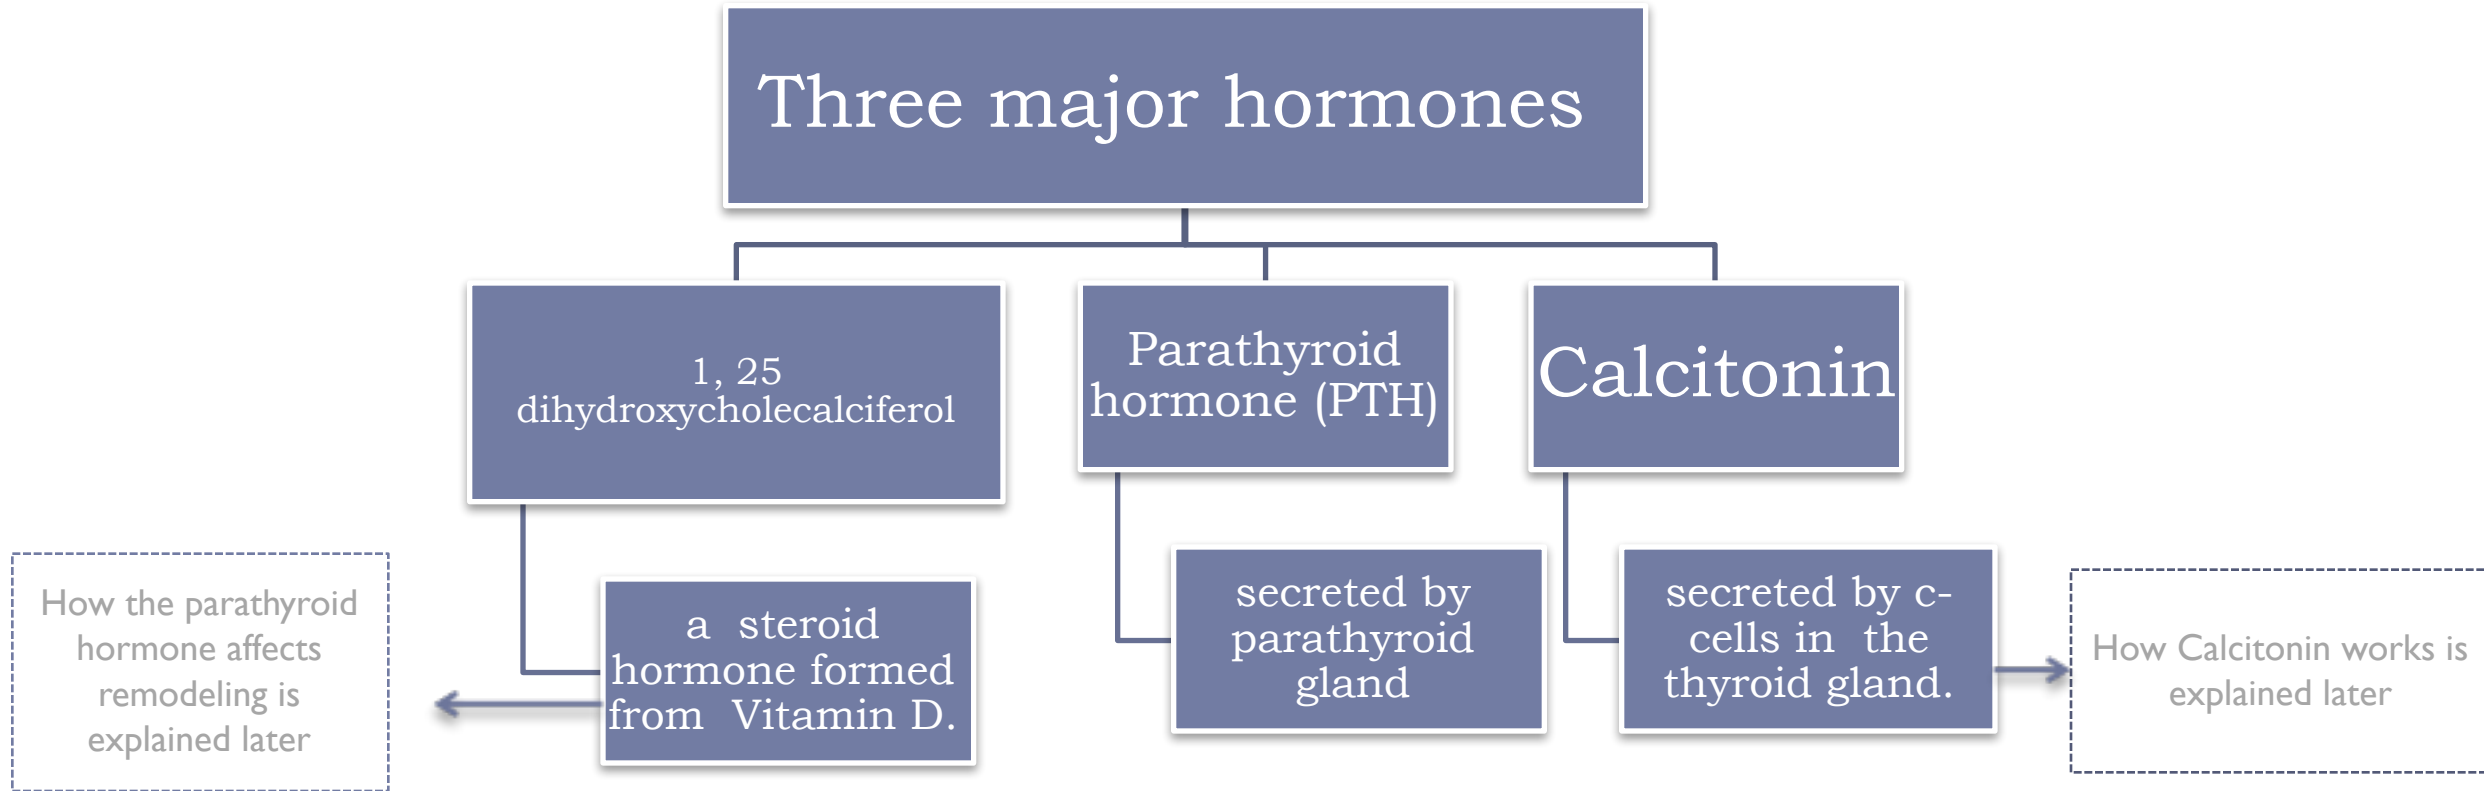 Three major hormones
1, 25
dihydroxycholecalciferol
Parathyroid
hormone (PTH)
Calcitonin
How the parathyroid
hormone affects
remodeling is
explained later
a steroid
hormone formed
from Vitamin D.
secreted by
parathyroid
gland
secreted by c-
cells in the
thyroid gland.
How Calcitonin works is
explained later